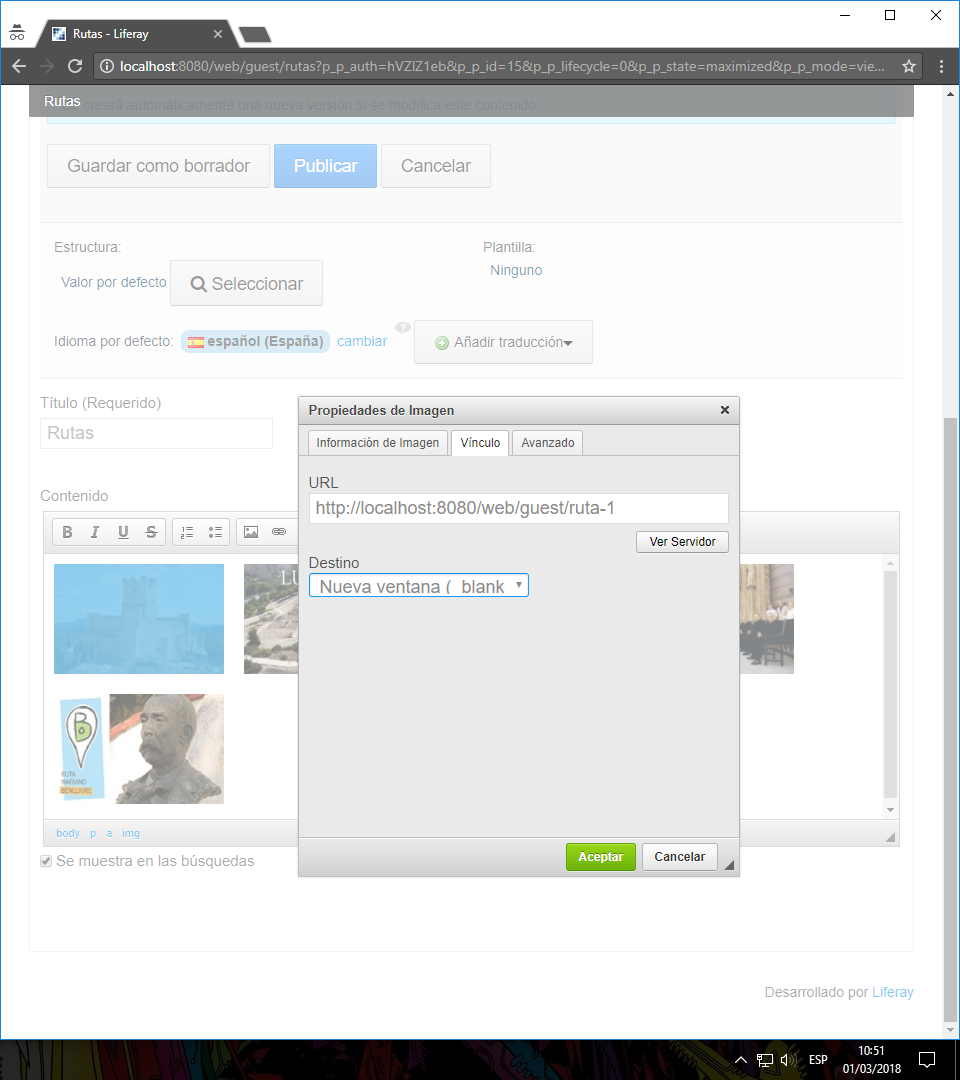 Rutas - Liferay
localhost:8080/web/guest/rutas?p_p_auth=hVZlZ1eb&p_p_id=15&p_p_lifecycle=0&p_p_state=maximized&p_p_mode=vie...
Rutas
creará automáticamente una nueva versión si se modifica este contenido
Guardar como borrador
Publicar
Cancelar
Estructura:
Plantilla:
Valor por defecto
Seleccionar
Ninguno
Idioma por defecto:
español (España)
cambiar
?
Añadir traducción
Título (Requerido)
Rutas
Contenido
B I U S
Propiedades de Imagen
Información de Imagen
Vínculo
Avanzado
URL
http://localhost:8080/web/guest/ruta-1
Ver Servidor
Destino
Nueva ventana (_blank
LU
RUTA
MARIANO
BENLLIURE
Aceptar
Cancelar
body p a img
Se muestra en las búsquedas
Desarrollado por Liferay
ESP
10:51
01/03/2018